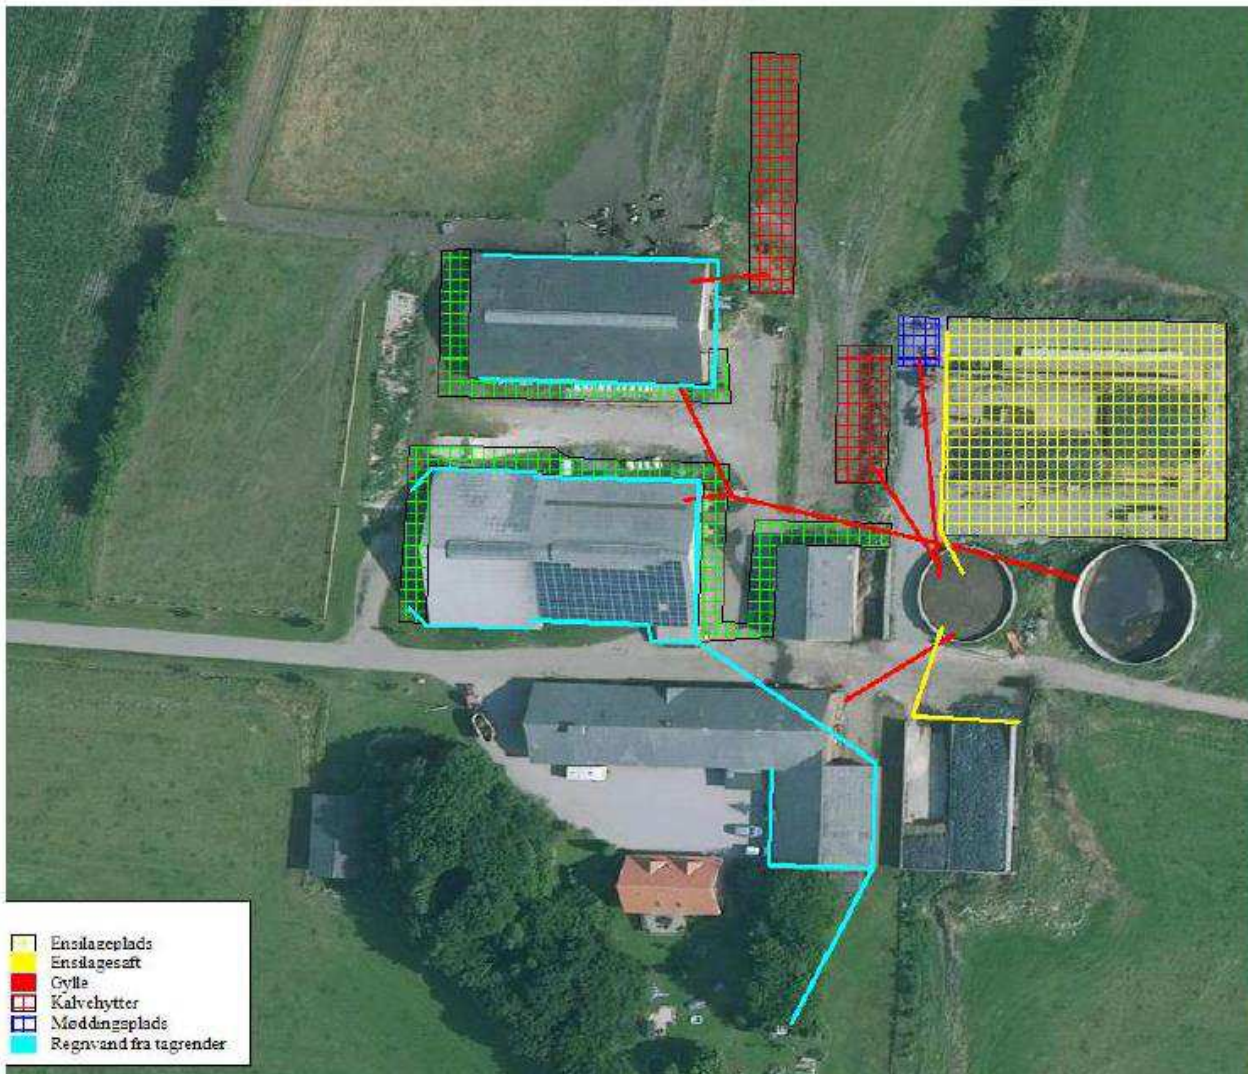 Ensilageplads
Ensilagesaft
Gylle
Kalvehytter
Møddingsplads
Regnvand fra tagrender